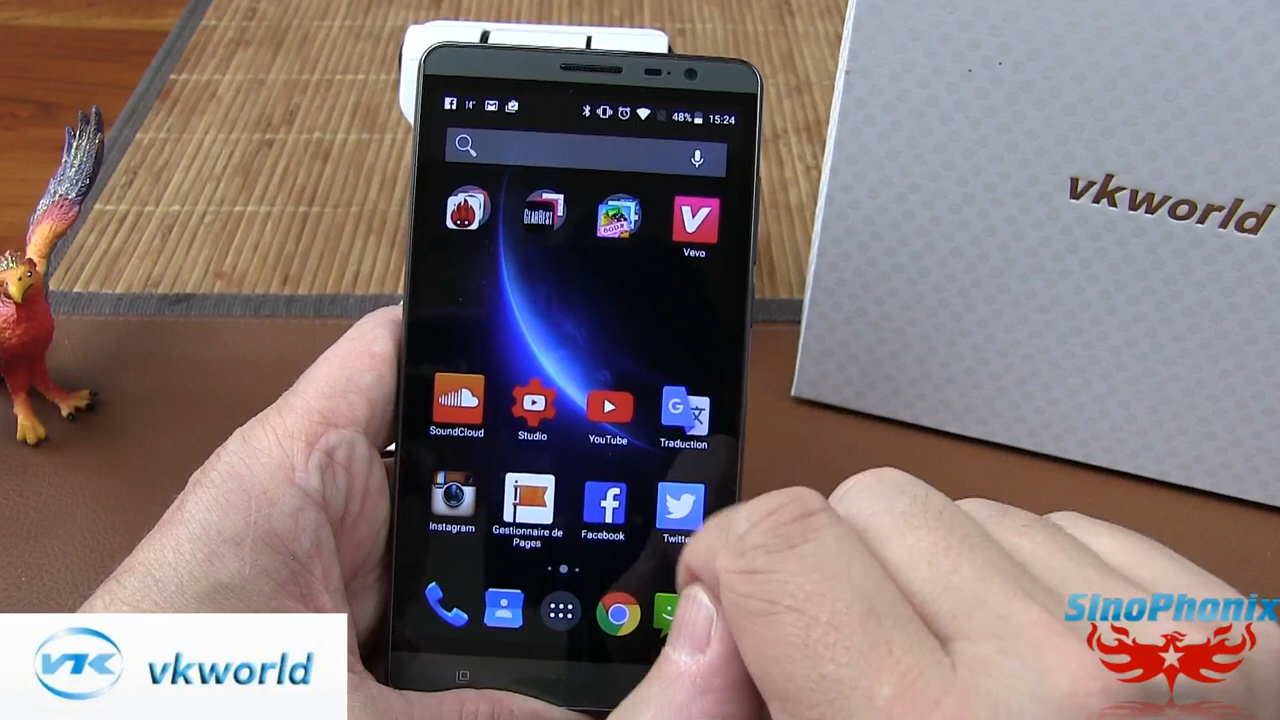 14°
48%
15:24
GEARBEST
V
Vevo
SoundCloud
Studio
YouTube
G
Traduction
Instagram
Gestionnaire de
Pages
Facebook
Twitte
vkworld
VK
vkworld
SinoPhonix